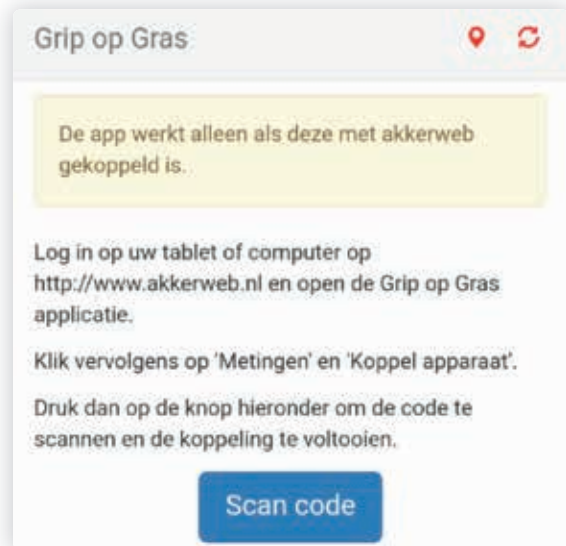 Grip op Gras
De app werkt alleen als deze met akkerweb
gekoppeld is.
Log in op uw tablet of computer op
http://www.akkerweb.nl en open de Grip op Gras
applicatie.
Klik vervolgens op 'Metingen' en 'Koppel apparaat'.
Druk dan op de knop hieronder om de code te
scannen en de koppeling te voltooien.
Scan code